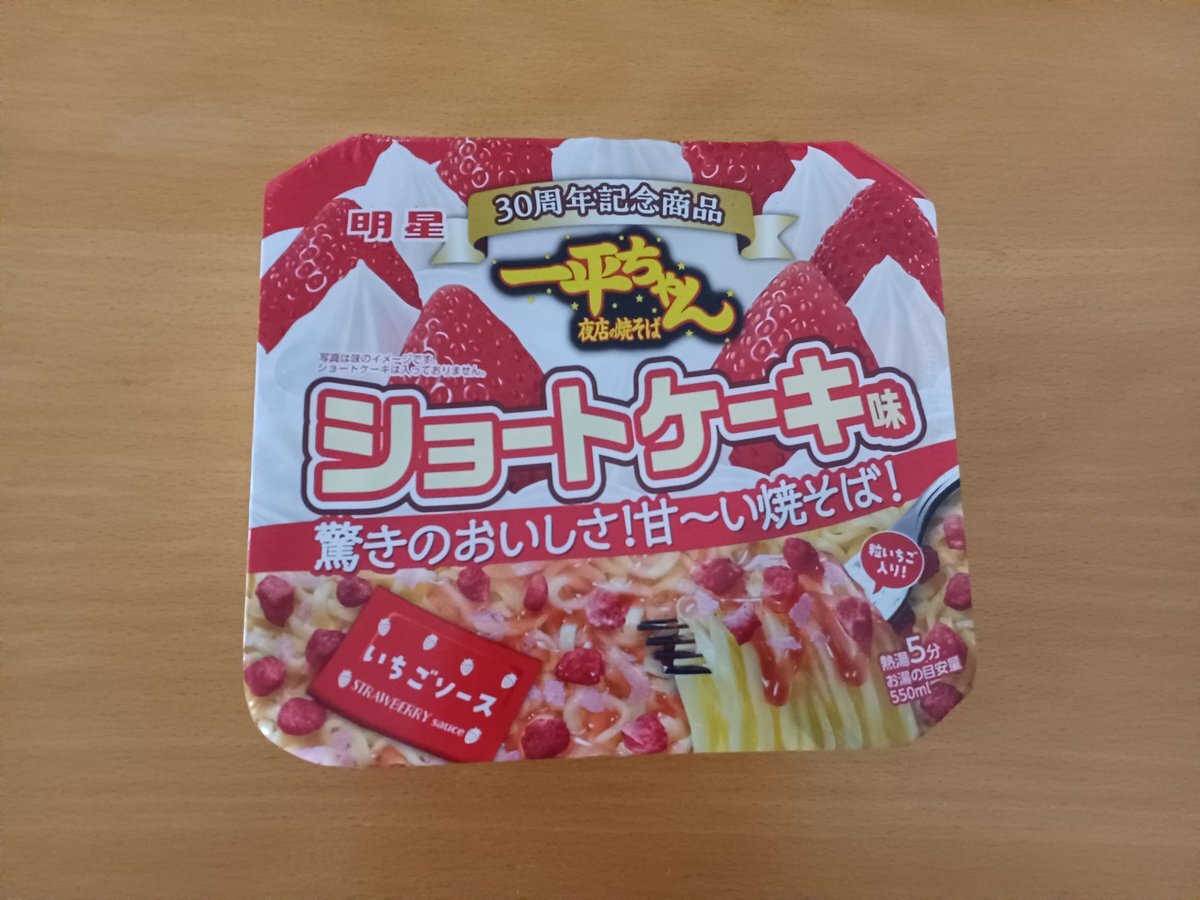 30周年記念商品
明星
一平ちゃん
夜店の焼そば
写真は味のイメージです。
ショートケーキは入っておりません。
ショートケーキ味
驚きのおいしさ!甘〜い焼そば!
粒いちご
入り!
いちごソース
STRAWBERRY sauce
熱湯5分
お湯の目安量
550ml